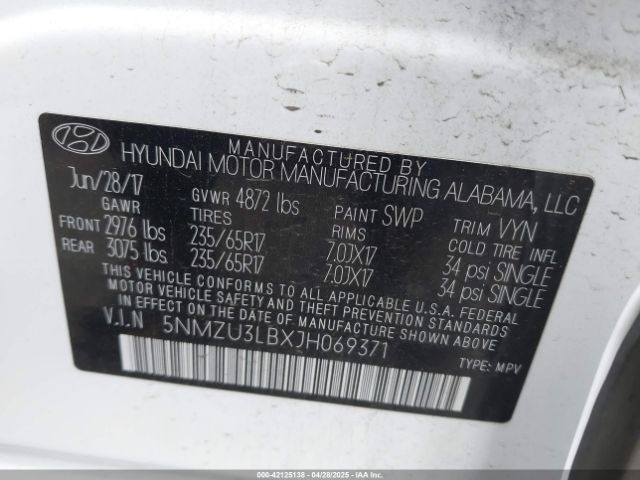 MANUFACTURED BY
HYUNDAI MOTOR MANUFACTURING ALABAMA, LLC
Jun/28/17 GVWR 4872 lbs PAINT SWP TRIM VYN
GAWR TIRES RIMS COLD TIRE INFL
FRONT 2976 lbs 235/65R17 7.0JX17 34 psi SINGLE
REAR 3075 lbs 235/65R17 7.0JX17 34 psi SINGLE
THIS VEHICLE CONFORMS TO ALL APPLICABLE U.S.A. FEDERAL
MOTOR VEHICLE SAFETY AND THEFT PREVENTION STANDARDS
IN EFFECT ON THE DATE OF MANUFACTURE SHOWN ABOVE.
V.I.N 5NMZU3LBXJH069371
TYPE: MPV
000-42125138 - 04/28/2025 - IAA Inc.